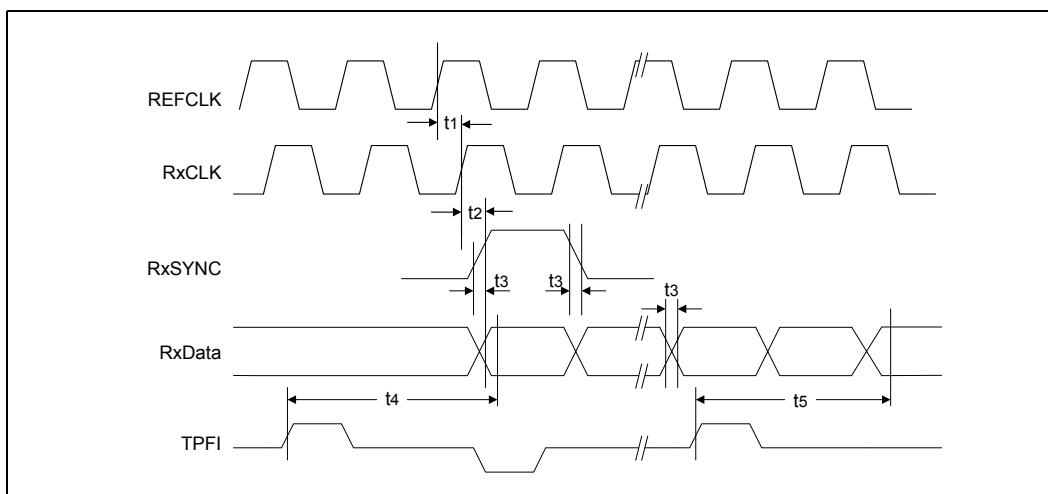 REFCLK
t1
RxCLK
t2
RxSYNC
t3
t3
t3
RxData
t4
t5
TPFI